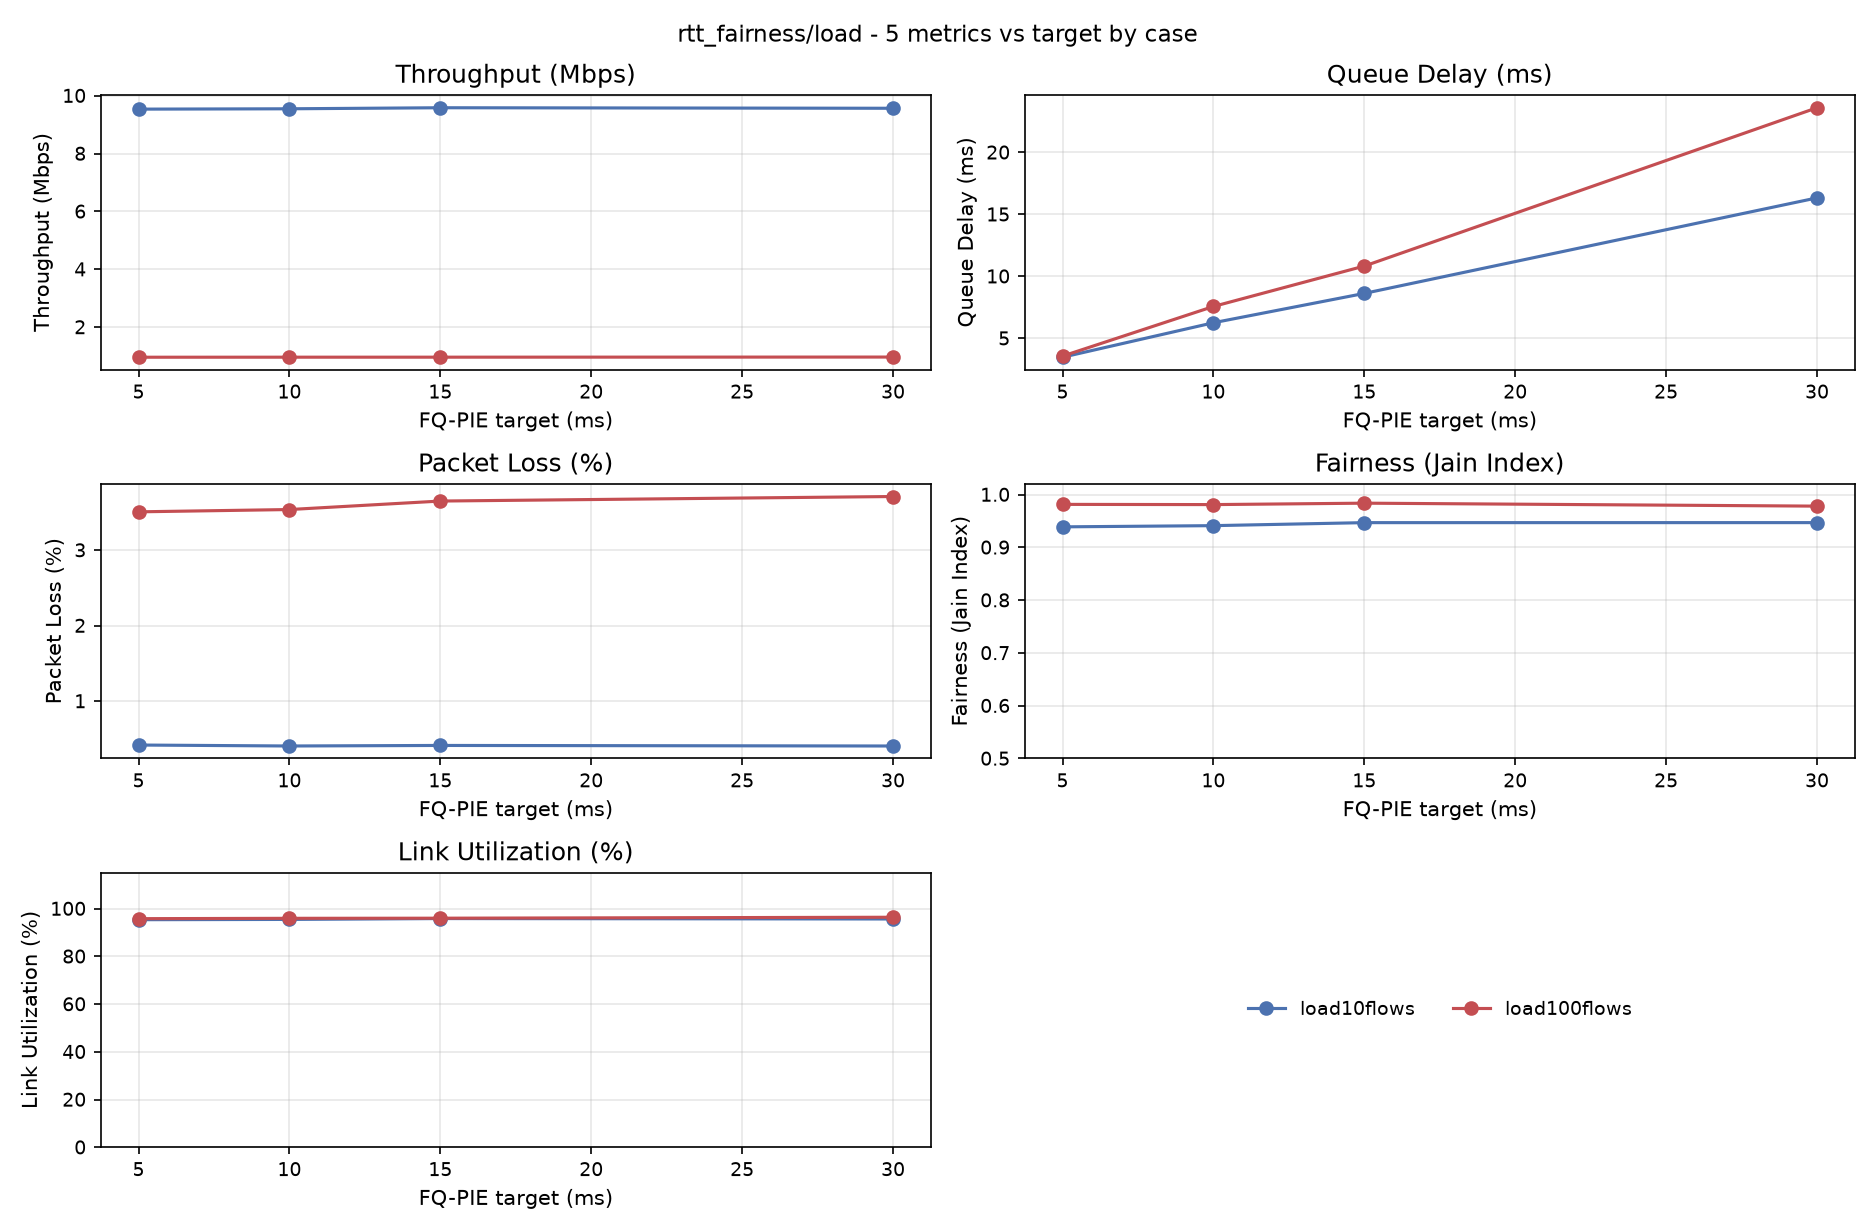 rtt_fairness/load - 5 metrics vs target by case
Throughput (Mbps)
Throughput (Mbps)
10
8
6
4
2
5 10 15 20 25 30
FQ-PIE target (ms)
Queue Delay (ms)
Queue Delay (ms)
20
15
10
5
5 10 15 20 25 30
FQ-PIE target (ms)
Packet Loss (%)
Packet Loss (%)
3
2
1
5 10 15 20 25 30
FQ-PIE target (ms)
Fairness (Jain Index)
Fairness (Jain Index)
1.0
0.9
0.8
0.7
0.6
0.5
5 10 15 20 25 30
FQ-PIE target (ms)
Link Utilization (%)
Link Utilization (%)
100
80
60
40
20
0
5 10 15 20 25 30
FQ-PIE target (ms)
load10flows load100flows